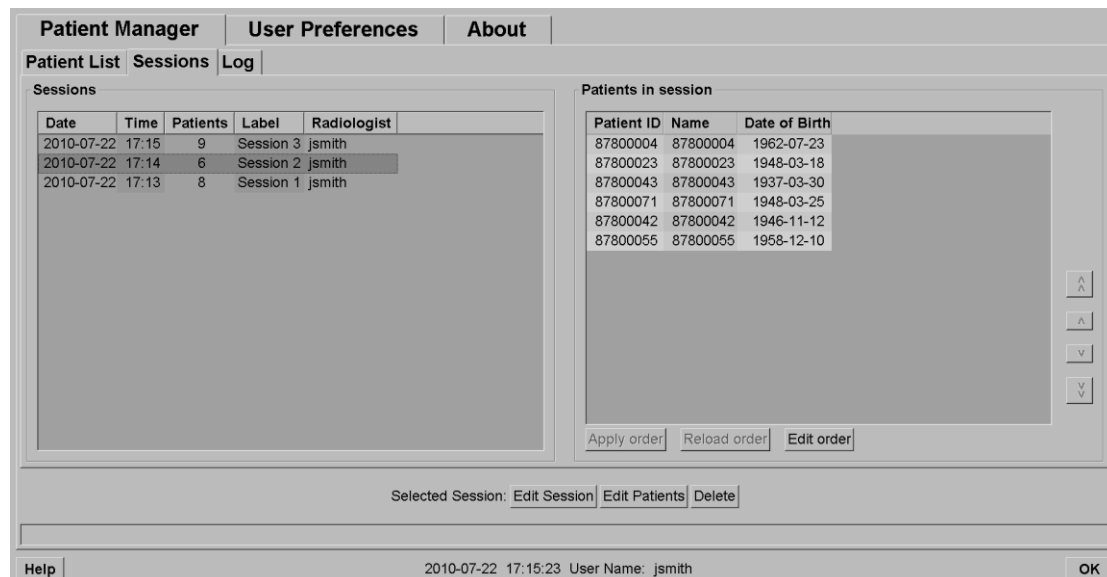 Patient Manager User Preferences About
Patient List Sessions Log
Sessions
Date Time Patients Label Radiologist
2010-07-22 17:15 9 Session 3 jsmith
2010-07-22 17:14 6 Session 2 jsmith
2010-07-22 17:13 8 Session 1 jsmith
Patients in session
Patient ID Name Date of Birth
87800004 87800004 1962-07-23
87800023 87800023 1948-03-18
87800043 87800043 1937-03-30
87800071 87800071 1948-03-25
87800042 87800042 1946-11-12
87800055 87800055 1958-12-10
Apply order Reload order Edit order
Selected Session: Edit Session Edit Patients Delete
Help 2010-07-22 17:15:23 User Name: jsmith OK